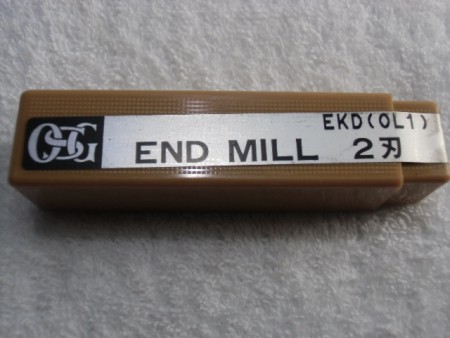 EKD(OL1)
OSG END MILL 2刃